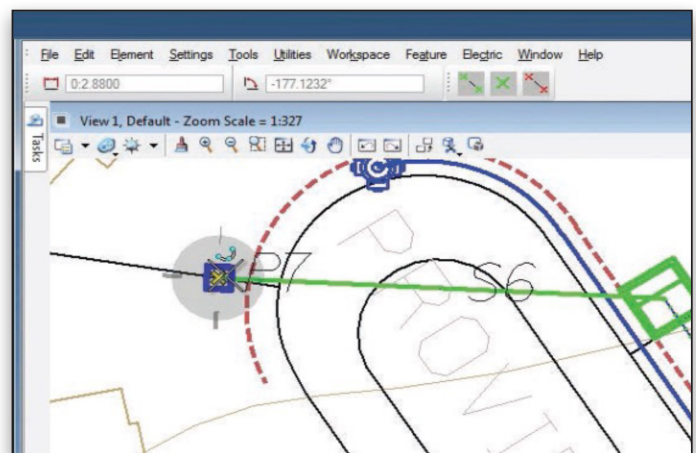 File Edit Element Settings Tools Utilities Workspace Feature Electric Window Help
0:2.8800 -177.1232°
View 1, Default - Zoom Scale = 1:327
Tasks
P7 S6
PRONT